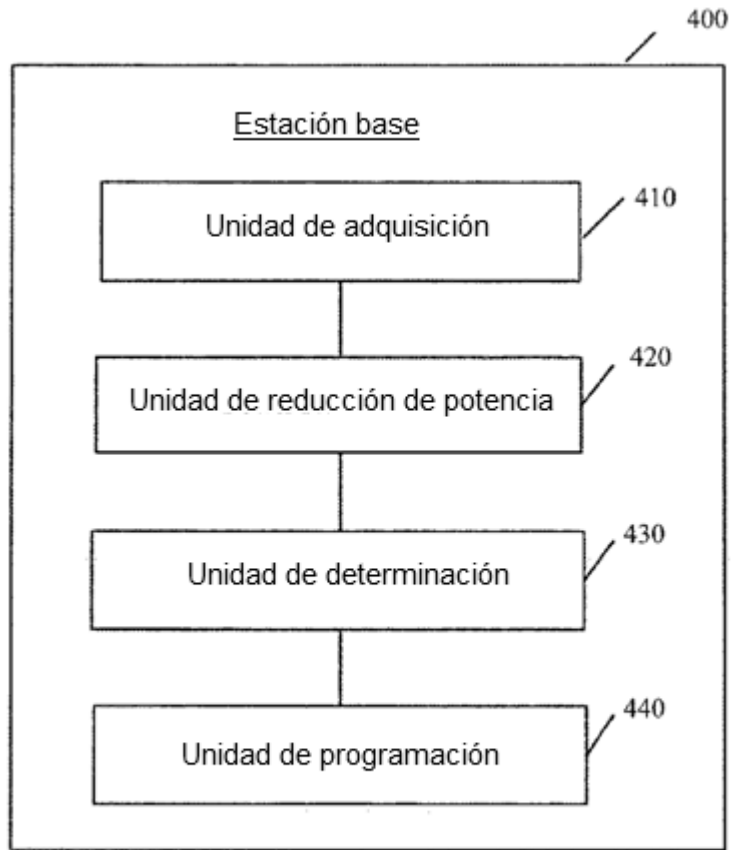 400
Estación base
Unidad de adquisición
410
Unidad de reducción de potencia
420
Unidad de determinación
430
Unidad de programación
440